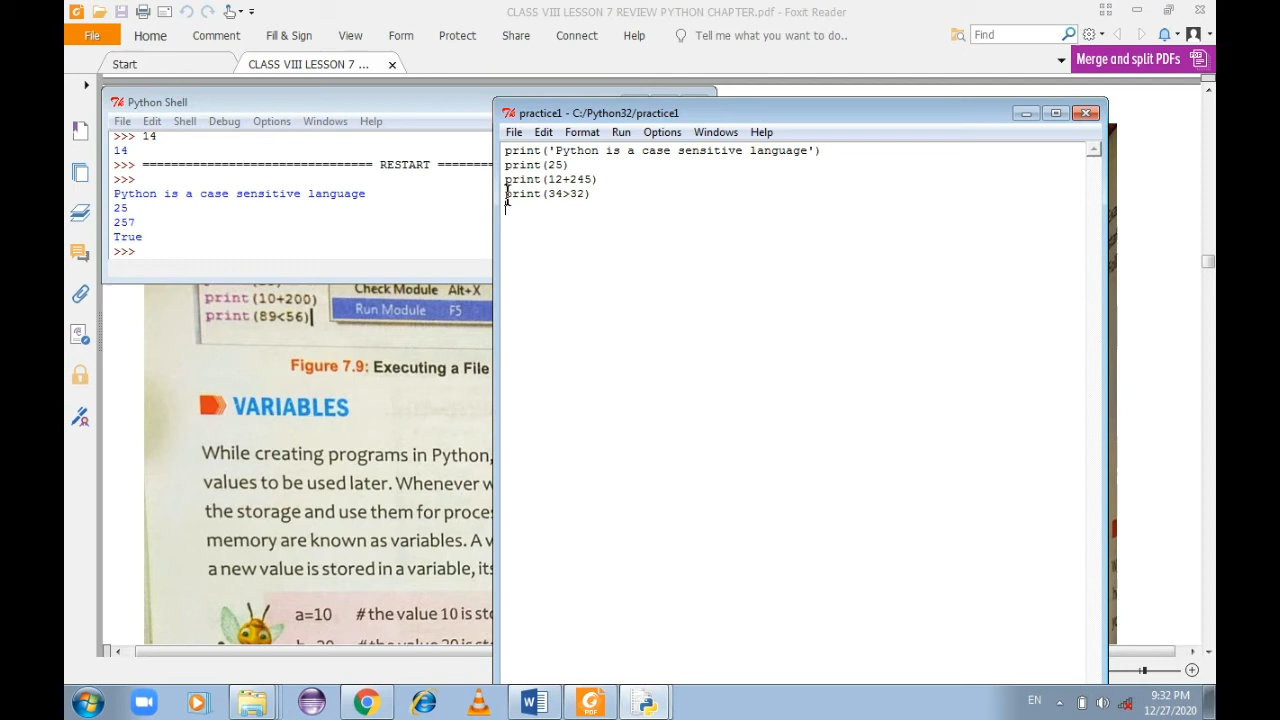 CLASS VIII LESSON 7 REVIEW PYTHON CHAPTER.pdf - Foxit Reader
File Home Comment Fill & Sign View Form Protect Share Connect Help Tell me what you want to do.. Find
Start CLASS VIII LESSON 7 ... Merge and split PDFs
Python Shell
File Edit Shell Debug Options Windows Help
>>> 14
14
>>> ================================ RESTART =======
>>>
Python is a case sensitive language
25
257
True
>>>
practice1 - C:/Python32/practice1
File Edit Format Run Options Windows Help
print('Python is a case sensitive language')
print(25)
print(12+245)
print(34>32)
print(10+200)
print(89<56)
Check Module Alt+X
Run Module F5
Figure 7.9: Executing a File
VARIABLES
While creating programs in Python,
values to be used later. Whenever w
the storage and use them for proce
memory are known as variables. A v
a new value is stored in a variable, its
a=10 # the value 10 is sto
EN
9:32 PM
12/27/2020
PDF